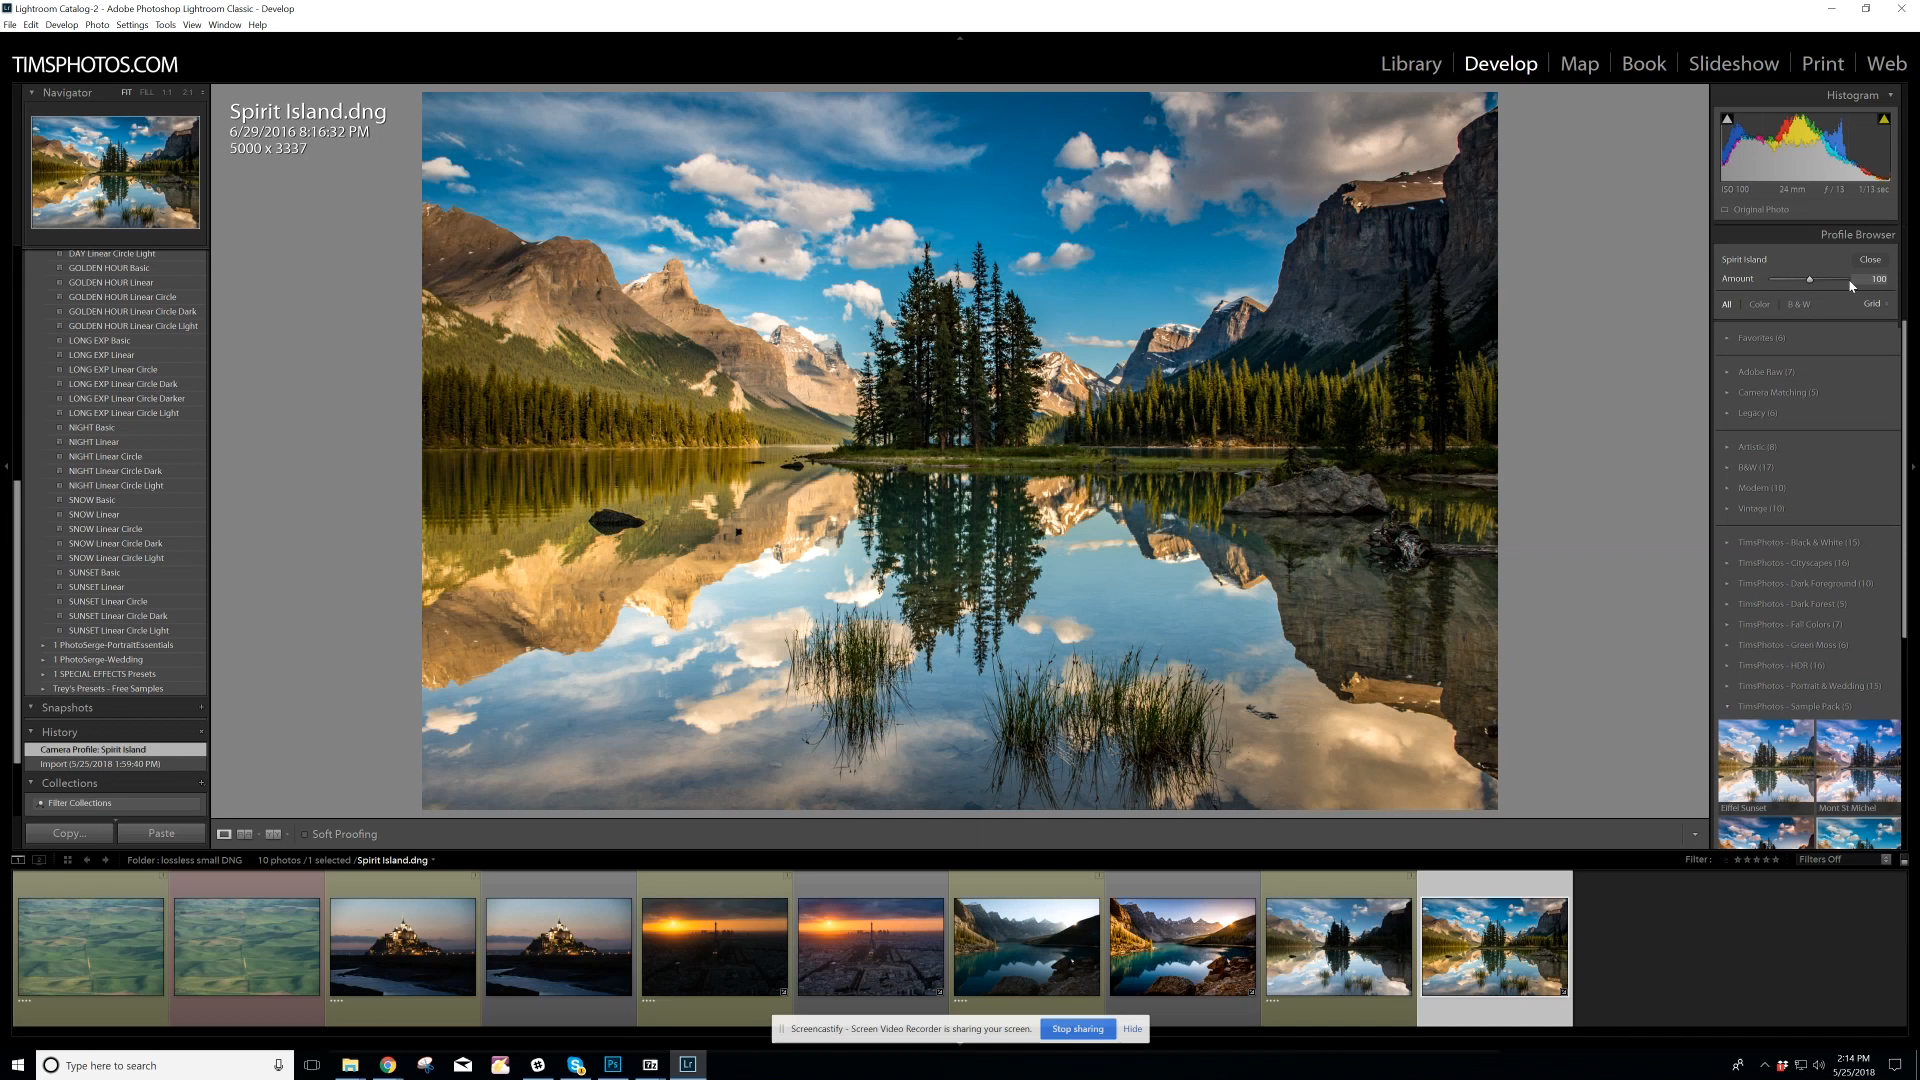 Lightroom Catalog-2 - Adobe Photoshop Lightroom Classic - Develop
File Edit Develop Photo Settings Tools View Window Help
TIMSPHOTOS.COM
Library Develop Map Book Slideshow Print Web
Navigator FIT FILL 1:1 2:1
DAY Linear Circle Light
GOLDEN HOUR Basic
GOLDEN HOUR Linear
GOLDEN HOUR Linear Circle
GOLDEN HOUR Linear Circle Dark
GOLDEN HOUR Linear Circle Light
LONG EXP Basic
LONG EXP Linear
LONG EXP Linear Circle
LONG EXP Linear Circle Dark
LONG EXP Linear Circle Darker
LONG EXP Linear Circle Light
NIGHT Basic
NIGHT Linear
NIGHT Linear Circle
NIGHT Linear Circle Dark
NIGHT Linear Circle Light
SNOW Basic
SNOW Linear
SNOW Linear Circle
SNOW Linear Circle Dark
SNOW Linear Circle Light
SUNSET Basic
SUNSET Linear
SUNSET Linear Circle
SUNSET Linear Circle Dark
SUNSET Linear Circle Light
1 PhotoSerge-PortraitEssentials
1 PhotoSerge-Wedding
1 SPECIAL EFFECTS Presets
Trey's Presets - Free Samples
Snapshots
History
Camera Profile: Spirit Island
Import (5/25/2018 1:59:40 PM)
Collections
Filter Collections
Copy... Paste
Spirit Island.dng
6/29/2016 8:16:32 PM
5000 x 3337
Soft Proofing
Histogram
ISO 100 24 mm ƒ / 13 1/13 sec
Original Photo
Profile Browser
Spirit Island Close
Amount 100
All Color B & W Grid
Favorites (6)
Adobe Raw (7)
Camera Matching (5)
Legacy (6)
Artistic (8)
B&W (17)
Modern (10)
Vintage (10)
TimsPhotos - Black & White (15)
TimsPhotos - Cityscapes (16)
TimsPhotos - Dark Foreground (10)
TimsPhotos - Dark Forest (5)
TimsPhotos - Fall Colors (7)
TimsPhotos - Green Moss (6)
TimsPhotos - HDR (16)
TimsPhotos - Portrait & Wedding (15)
TimsPhotos - Sample Pack (5)
Eiffel Sunset Mont St Michel
1 2 Folder : lossless small DNG 10 photos / 1 selected / Spirit Island.dng Filter : Filters Off
Screencastify - Screen Video Recorder is sharing your screen. Stop sharing Hide
Type here to search
Ps
7z
Lr
2:14 PM
5/25/2018